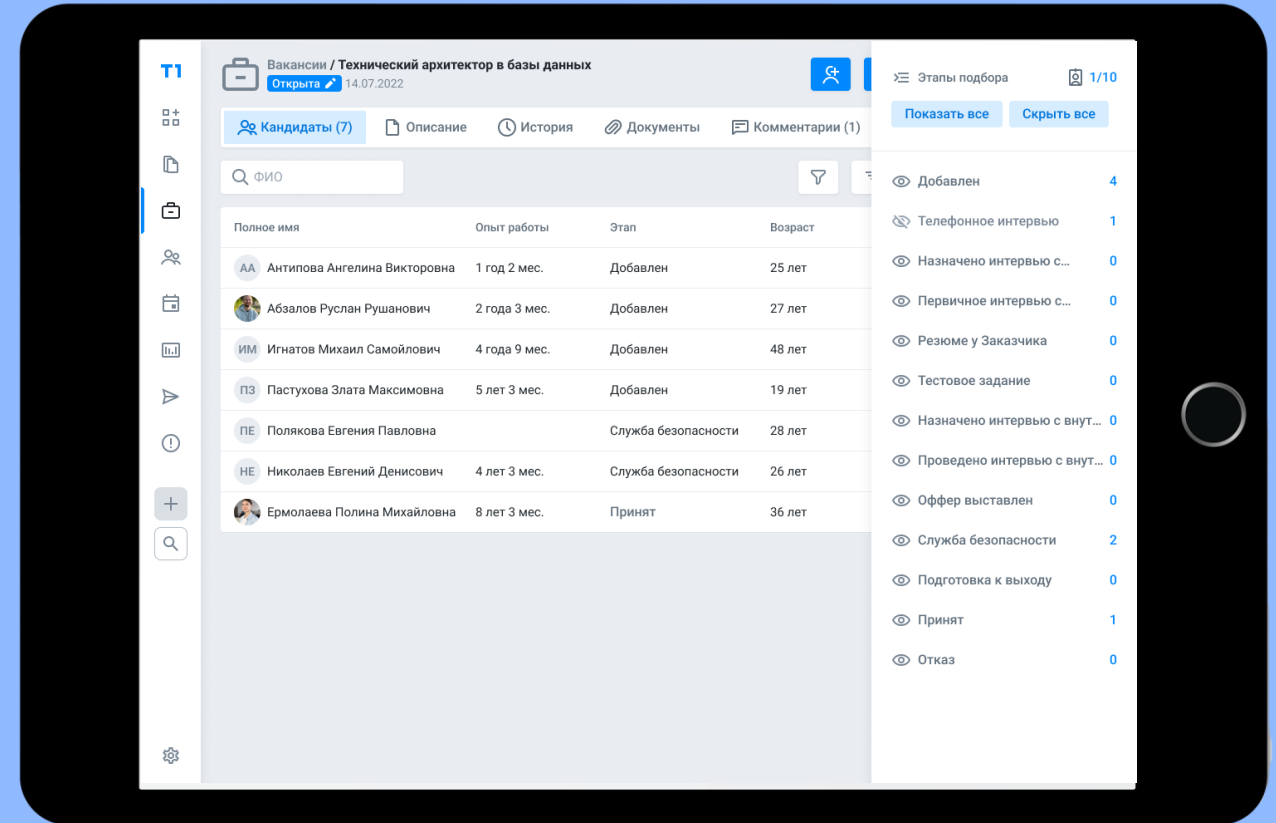 T1
Вакансии / Технический архитектор в базы данных
Открыта 14.07.2022
Кандидаты (7) Описание История Документы Комментарии (1)
ФИО
Полное имя Опыт работы Этап Возраст
АА Антипова Ангелина Викторовна 1 год 2 мес. Добавлен 25 лет
Абзалов Руслан Рушанович 2 года 3 мес. Добавлен 27 лет
ИМ Игнатов Михаил Самойлович 4 года 9 мес. Добавлен 48 лет
ПЗ Пастухова Злата Максимовна 5 лет 3 мес. Добавлен 19 лет
ПЕ Полякова Евгения Павловна Служба безопасности 28 лет
НЕ Николаев Евгений Денисович 4 лет 3 мес. Служба безопасности 26 лет
Ермолаева Полина Михайловна 8 лет 3 мес. Принят 36 лет
Этапы подбора 1/10
Показать все Скрыть все
Добавлен 4
Телефонное интервью 1
Назначено интервью с... 0
Первичное интервью с... 0
Резюме у Заказчика 0
Тестовое задание 0
Назначено интервью с внут... 0
Проведено интервью с внут... 0
Оффер выставлен 0
Служба безопасности 2
Подготовка к выходу 0
Принят 1
Отказ 0